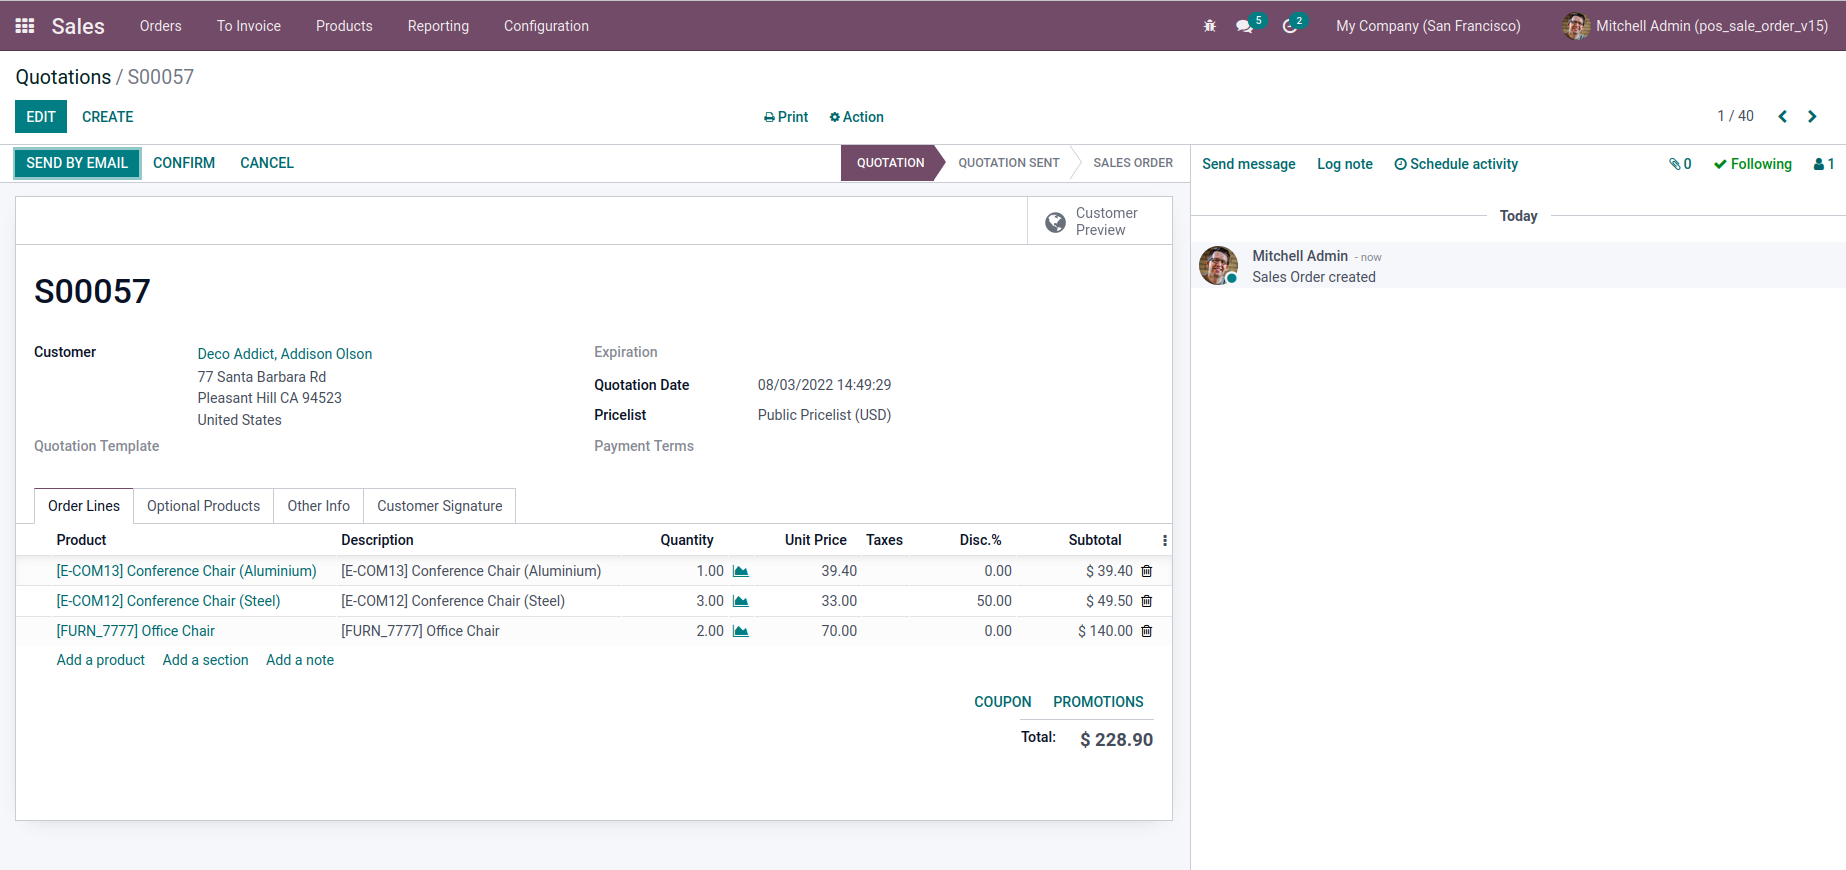 Sales Orders To Invoice Products Reporting Configuration 5 2 My Company (San Francisco) Mitchell Admin (pos_sale_order_v15)
Quotations / S00057
EDIT CREATE Print Action 1 / 40
SEND BY EMAIL CONFIRM CANCEL QUOTATION QUOTATION SENT SALES ORDER
Send message Log note Schedule activity 0 Following 1
Customer
Preview
Today
Mitchell Admin - now
Sales Order created
S00057
Customer Deco Addict, Addison Olson
77 Santa Barbara Rd
Pleasant Hill CA 94523
United States
Quotation Template
Expiration
Quotation Date 08/03/2022 14:49:29
Pricelist Public Pricelist (USD)
Payment Terms
Order Lines Optional Products Other Info Customer Signature
Product Description Quantity Unit Price Taxes Disc.% Subtotal
[E-COM13] Conference Chair (Aluminium) [E-COM13] Conference Chair (Aluminium) 1.00 39.40 0.00 $ 39.40
[E-COM12] Conference Chair (Steel) [E-COM12] Conference Chair (Steel) 3.00 33.00 50.00 $ 49.50
[FURN_7777] Office Chair [FURN_7777] Office Chair 2.00 70.00 0.00 $ 140.00
Add a product Add a section Add a note
COUPON PROMOTIONS
Total: $ 228.90